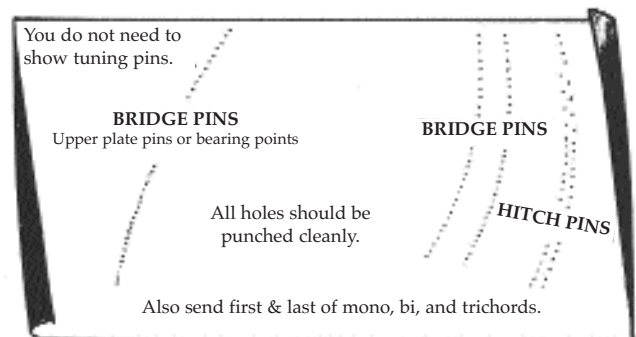 You do not need to
show tuning pins.
BRIDGE PINS
Upper plate pins or bearing points
BRIDGE PINS
All holes should be
punched cleanly.
HITCH PINS
Also send first & last of mono, bi, and trichords.